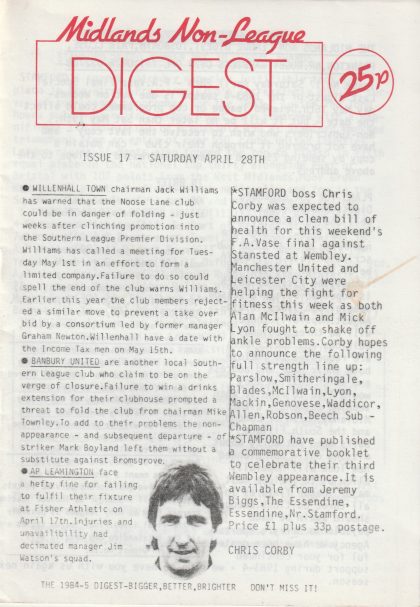 Midlands Non-League
DIGEST
25p
ISSUE 17 - SATURDAY APRIL 28TH
● WILLENHALL TOWN chairman Jack Williams
has warned that the Noose Lane club
could be in danger of folding - just
weeks after clinching promotion into
the Southern League Premier Division.
Williams has called a meeting for Tues-
day May 1st in an effort to form a
limited company.Failure to do so could
spell the end of the club warns Williams.
Earlier this year the club members reject-
ed a similar move to prevent a take over
bid by a consortium led by former manager
Graham Newton.Willenhall have a date with
the Income Tax men on May 15th.
● BANBURY UNITED are another local South-
ern League club who claim to be on the
verge of closure.Failure to win a drinks
extension for their clubhouse prompted a
threat to fold the club from chairman Mike
Townley.To add to their problems the non-
appearance - and subsequent departure - of
striker Mark Boyland left them without a
substitute against Bromsgrove.
● AP LEAMINGTON face
a hefty fine for failing
to fulfil their fixture
at Fisher Athletic on
April 17th.Injuries and
unavailibility had
decimated manager Jim
Watson's squad.
*STAMFORD boss Chris
Corby was expected to
announce a clean bill of
health for this weekend's
F.A.Vase final against
Stansted at Wembley.
Manchester United and
Leicester City were
helping the fight for
fitness this week as both
Alan McIlwain and Mick
Lyon fought to shake off
ankle problems.Corby hopes
to announce the following
full strength line up:
Parslow,Smitheringale,
Blades,McIlwain,Lyon,
Mackin,Genovese,Waddicor,
Allen,Robson,Beech Sub -
Chapman
*STAMFORD have published
a commemorative booklet
to celebrate their third
Wembley appearance.It is
available from Jeremy
Biggs,The Essendine,
Essendine,Nr.Stamford.
Price £1 plus 33p postage.
CHRIS CORBY
THE 1984-5 DIGEST-BIGGER,BETTER,BRIGHTER DON'T MISS IT!